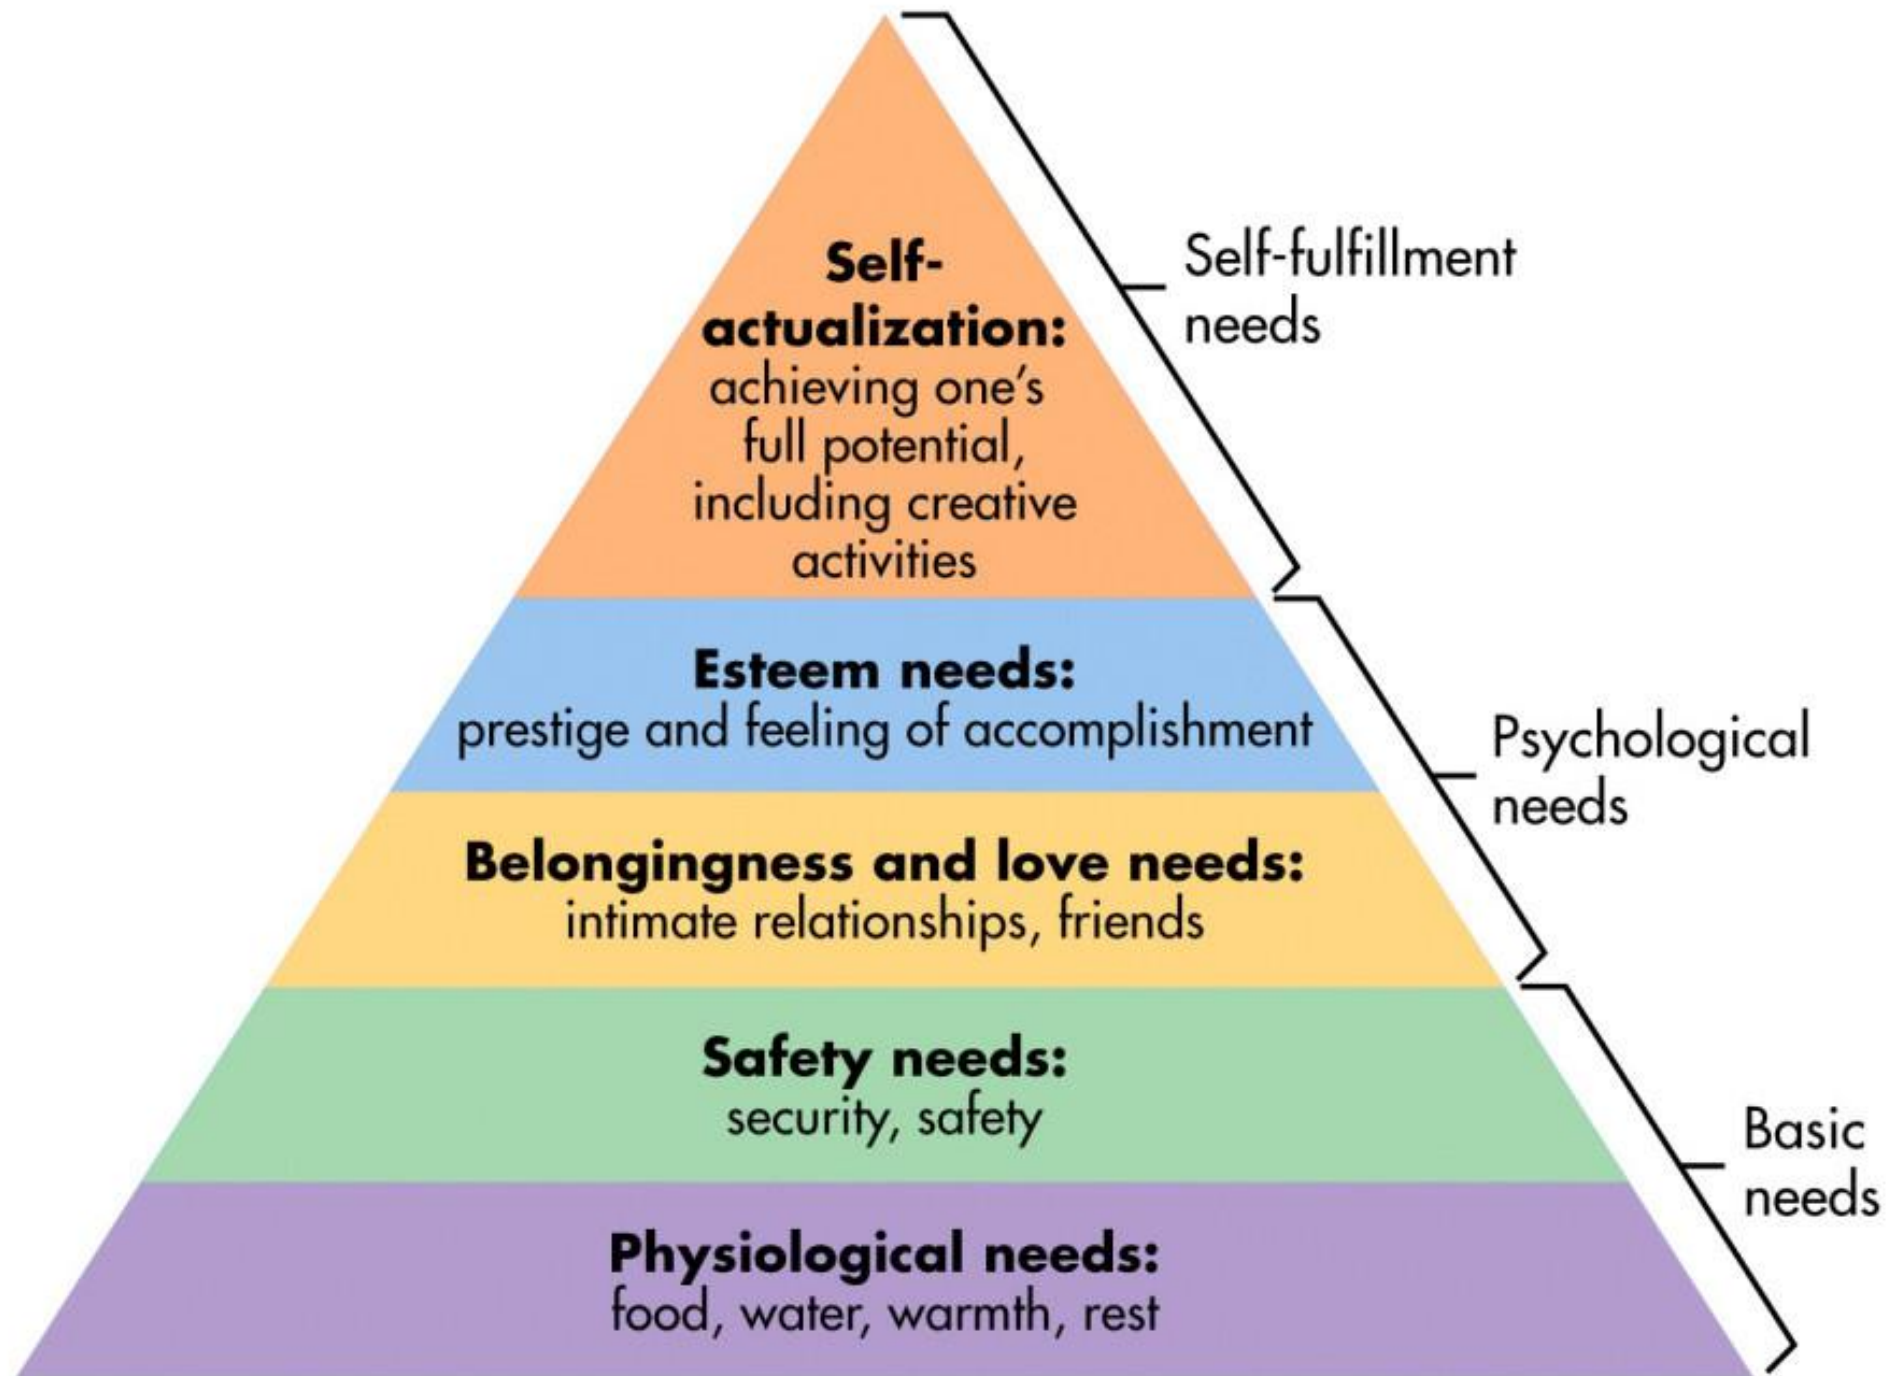 Self-
actualization:
achieving one’s
full potential,
including creative
activities
Self-fulfillment
needs
Esteem needs:
prestige and feeling of accomplishment
Belongingness and love needs:
intimate relationships, friends
Psychological
needs
Safety needs:
security, safety
Physiological needs:
food, water, warmth, rest
Basic
needs